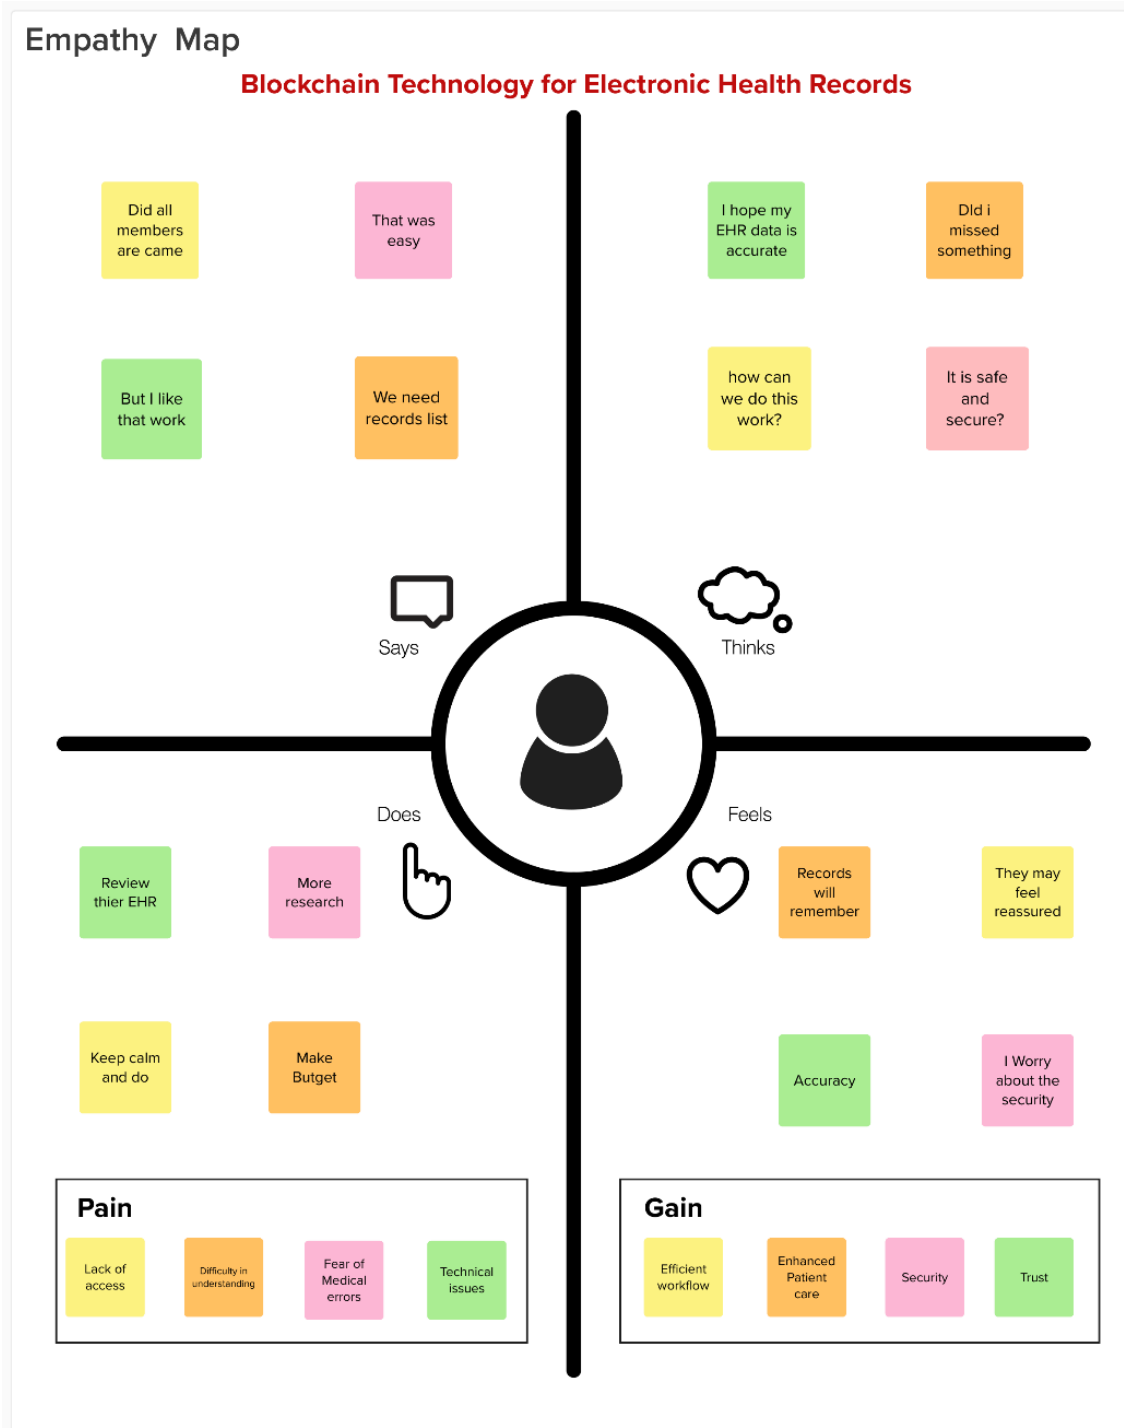 Empathy Map
Blockchain Technology for Electronic Health Records
Did all
members
are came
That was
easy
But I like
that work
We need
records list
Says
I hope my
EHR data is
accurate
DId i
missed
something
how can
we do this
work?
It is safe
and
secure?
Thinks
Does
Review
thier EHR
More
research
Keep calm
and do
Make
Butget
Feels
Records
will
remember
They may
feel
reassured
Accuracy
I Worry
about the
security
Pain
Lack of
access
Difficulty in
understanding
Fear of
Medical
errors
Technical
issues
Gain
Efficient
workflow
Enhanced
Patient
care
Security
Trust